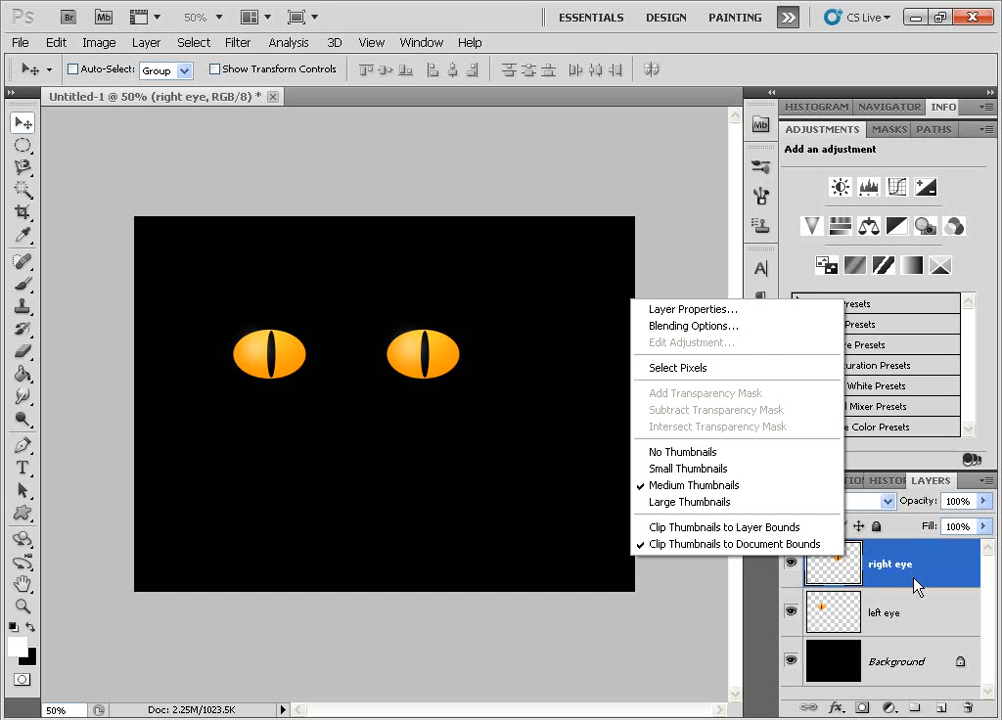 Ps Br Mb 50% ESSENTIALS DESIGN PAINTING CS Live
File Edit Image Layer Select Filter Analysis 3D View Window Help
Auto-Select: Group Show Transform Controls
Untitled-1 @ 50% (right eye, RGB/8) *
HISTOGRAM NAVIGATOR INFO
Mb
ADJUSTMENTS MASKS PATHS
Add an adjustment
A
Layer Properties...
Blending Options...
Edit Adjustment...
Select Pixels
Add Transparency Mask
Subtract Transparency Mask
Intersect Transparency Mask
No Thumbnails
Small Thumbnails
Medium Thumbnails
Large Thumbnails
Clip Thumbnails to Layer Bounds
Clip Thumbnails to Document Bounds
Presets
Presets
re Presets
uration Presets
White Presets
l Mixer Presets
e Color Presets
HISTOR LAYERS
Opacity: 100%
Fill: 100%
right eye
left eye
Background
T
50% Doc: 2.25M/1023.5K
fx